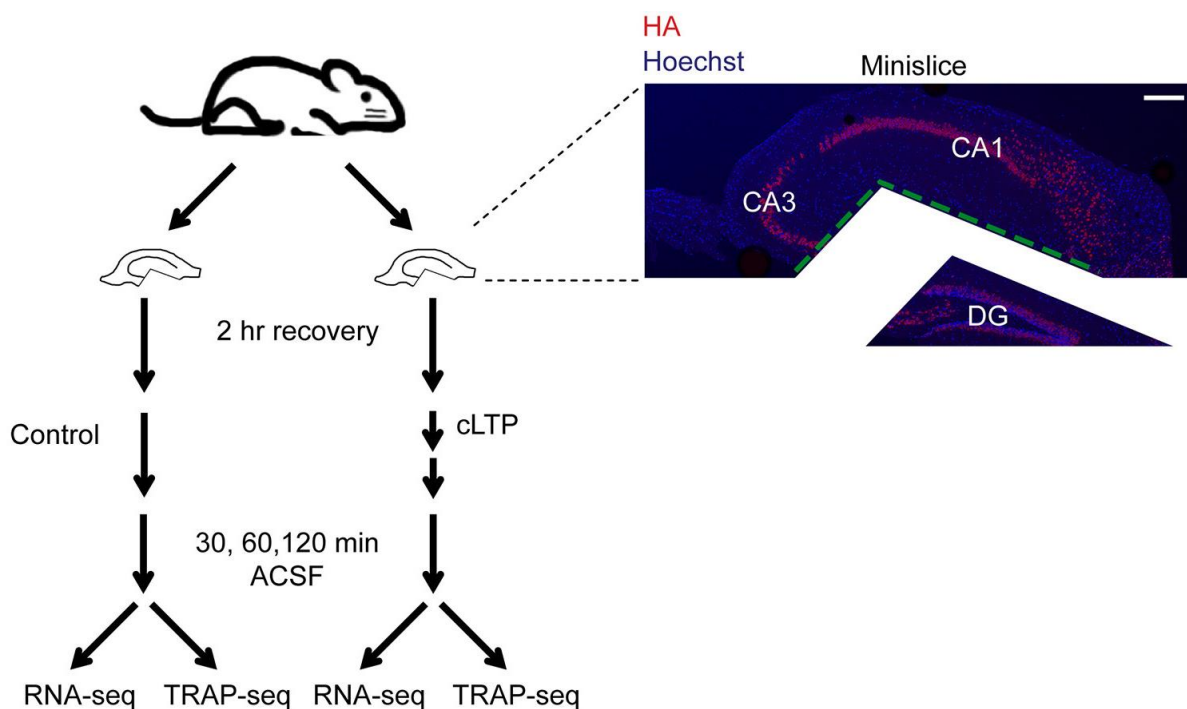 HA
Hoechst
Minislice
CA1
CA3
DG
2 hr recovery
Control
cLTP
30, 60,120 min
ACSF
RNA-seq TRAP-seq RNA-seq TRAP-seq